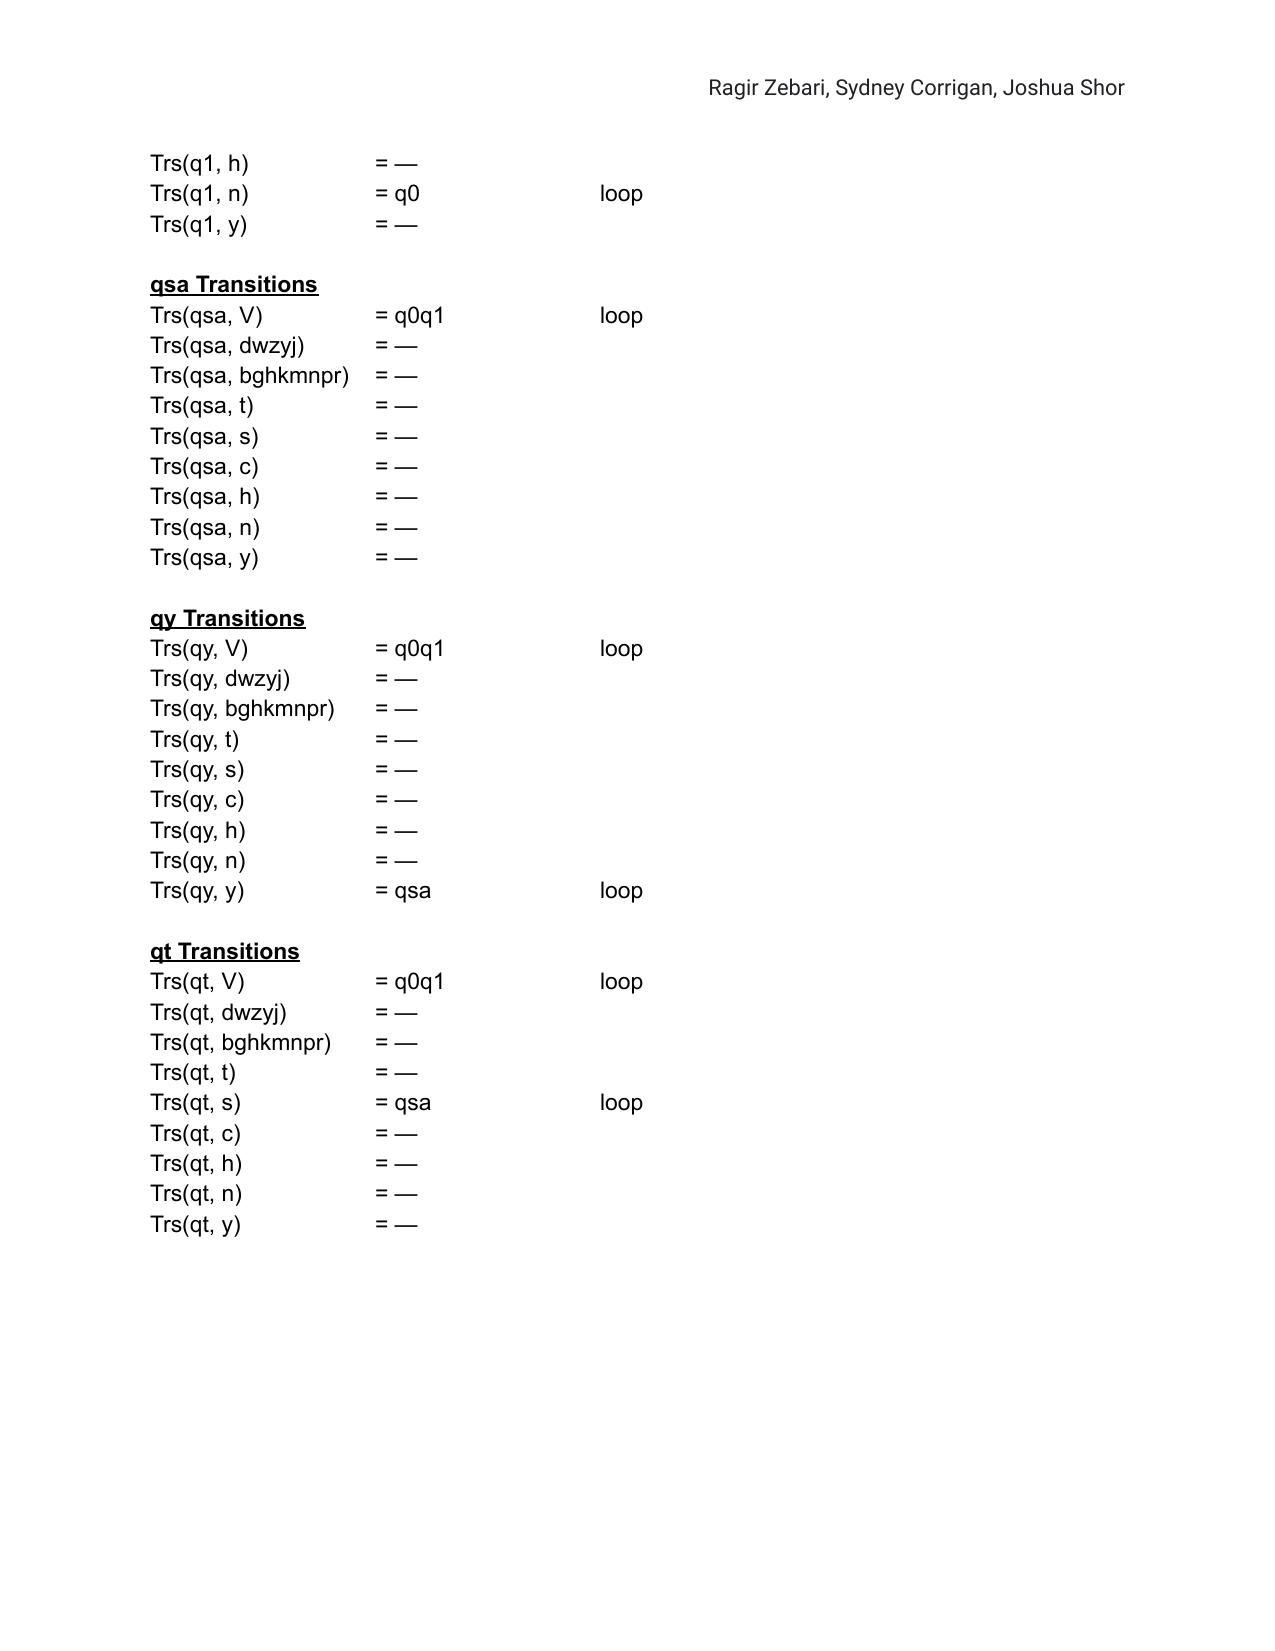 Ragir Zebari, Sydney Corrigan, Joshua Shor
Trs(q1, h) = —
Trs(q1, n) = q0 loop
Trs(q1, y) = —
qsa Transitions
Trs(qsa, V) = q0q1 loop
Trs(qsa, dwzyj) = —
Trs(qsa, bghkmnpr) = —
Trs(qsa, t) = —
Trs(qsa, s) = —
Trs(qsa, c) = —
Trs(qsa, h) = —
Trs(qsa, n) = —
Trs(qsa, y) = —
qy Transitions
Trs(qy, V) = q0q1 loop
Trs(qy, dwzyj) = —
Trs(qy, bghkmnpr) = —
Trs(qy, t) = —
Trs(qy, s) = —
Trs(qy, c) = —
Trs(qy, h) = —
Trs(qy, n) = —
Trs(qy, y) = qsa loop
qt Transitions
Trs(qt, V) = q0q1 loop
Trs(qt, dwzyj) = —
Trs(qt, bghkmnpr) = —
Trs(qt, t) = —
Trs(qt, s) = qsa loop
Trs(qt, c) = —
Trs(qt, h) = —
Trs(qt, n) = —
Trs(qt, y) = —